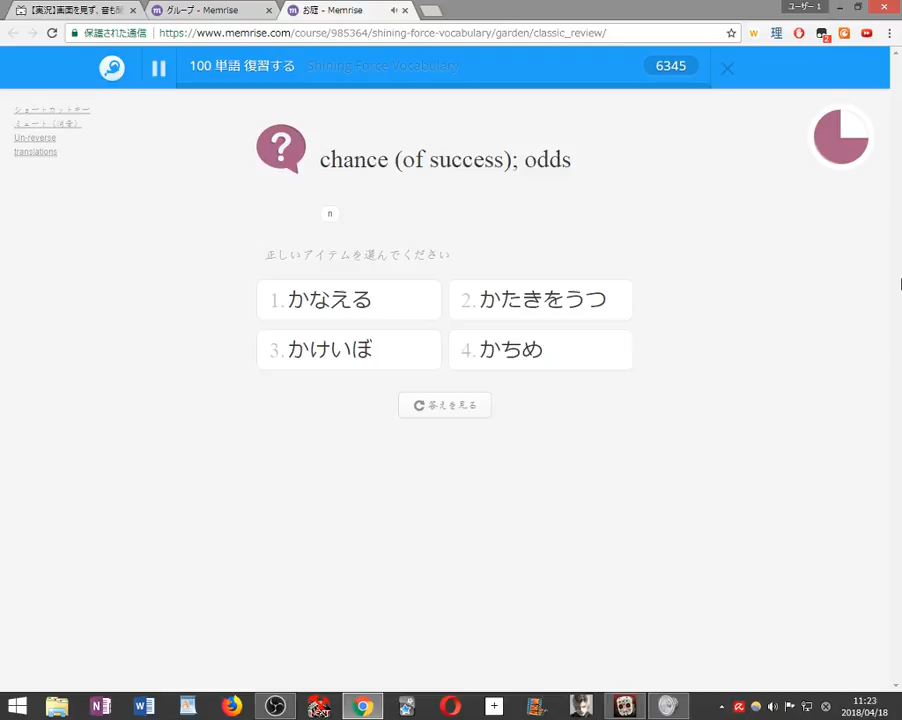 【実況】画面を見ず、音も
グループ - Memrise
お庭 - Memrise
ユーザー 1
保護された通信
https://www.memrise.com/course/985364/shining-force-vocabulary/garden/classic_review/
100 単語 復習する
Shining Force Vocabulary
6345
ショートカットキー
ミュート（消音）
Un-reverse
translations
?
chance (of success); odds
n
正しいアイテムを選んでください
1. かなえる
2. かたきをうつ
3. かけいぼ
4. かちめ
答えを見る
11:23
2018/04/18